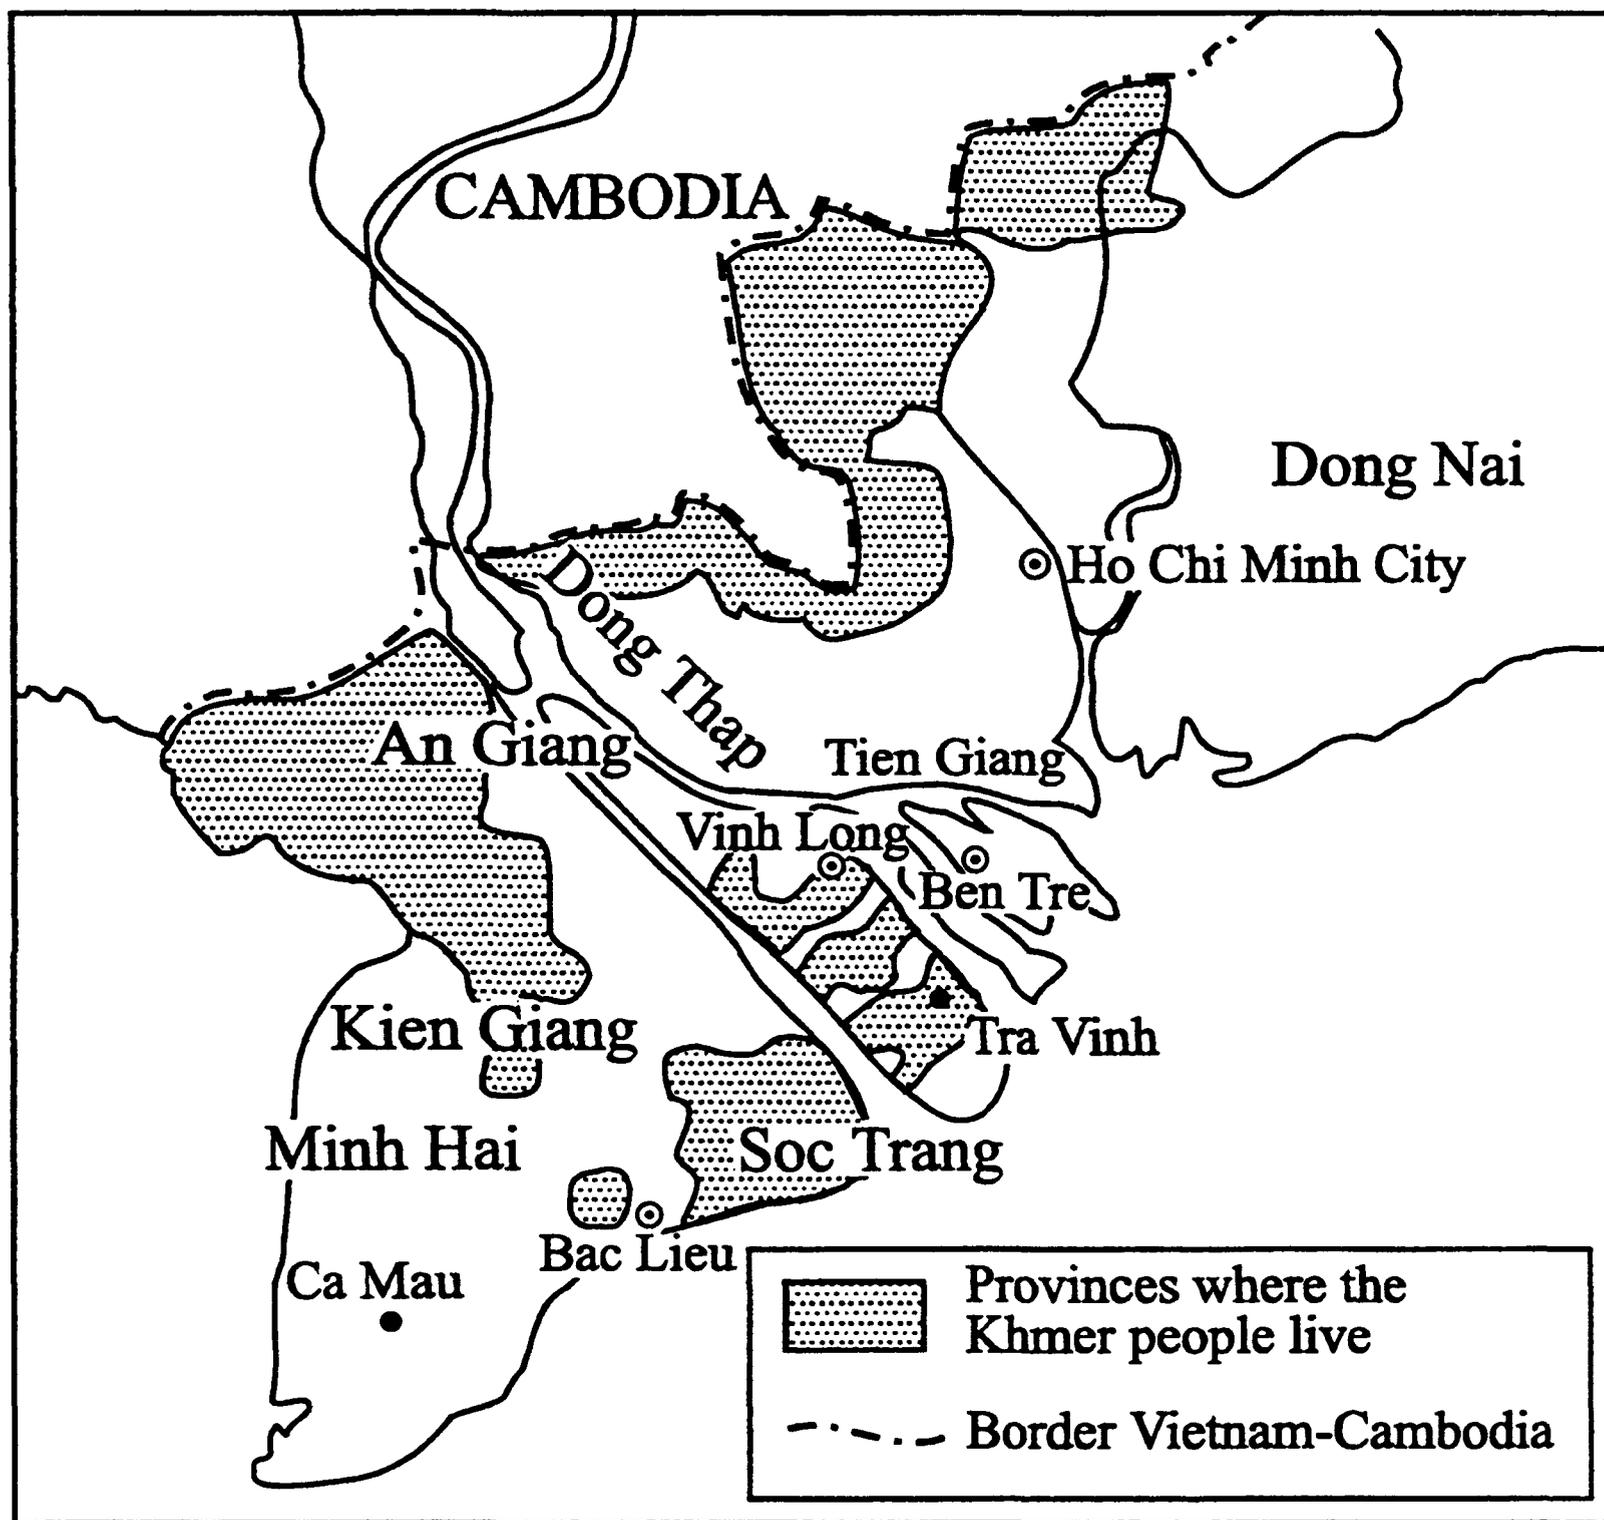 CAMBODIA
Dong Nai
Ho Chi Minh City
Dong Thap
An Giang
Tien Giang
Vinh Long
Ben Tre
Kien Giang
Tra Vinh
Minh Hai
Soc Trang
Bac Lieu
Ca Mau
Provinces where the
Khmer people live
Border Vietnam-Cambodia